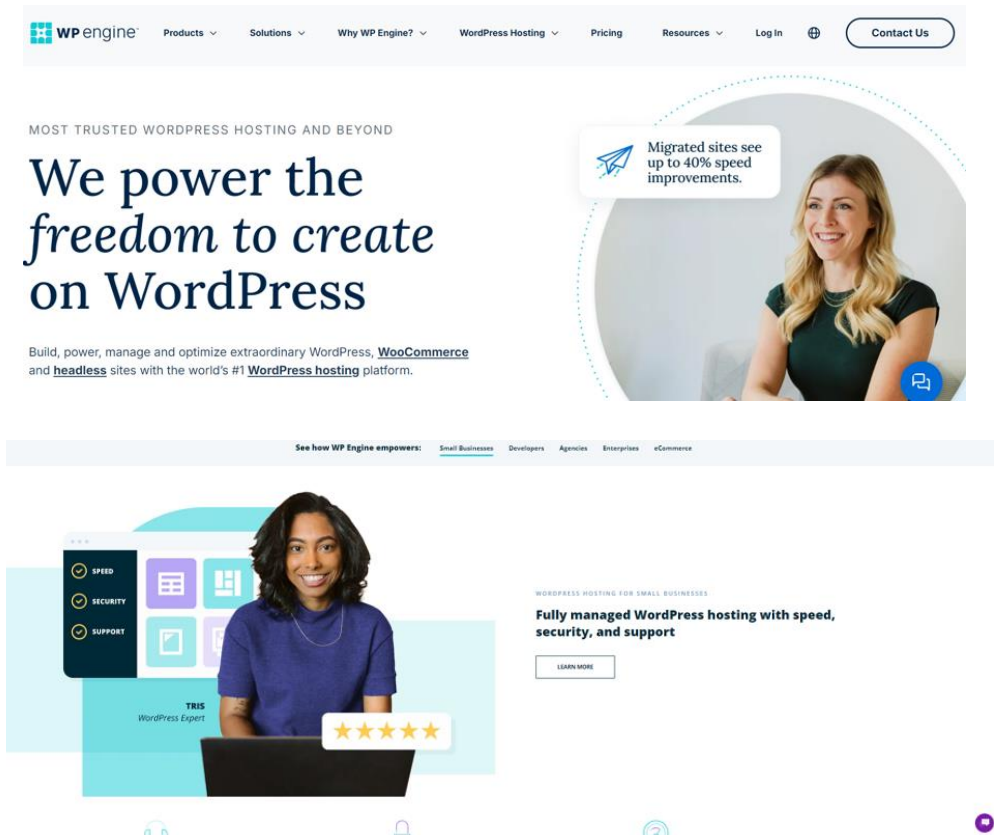 WP engine
Products Solutions Why WP Engine? WordPress Hosting Pricing Resources Log In Contact Us
MOST TRUSTED WORDPRESS HOSTING AND BEYOND
We power the
freedom to create
on WordPress
Build, power, manage and optimize extraordinary WordPress, WooCommerce
and headless sites with the world's #1 WordPress hosting platform.
Migrated sites see
up to 40% speed
improvements.
See how WP Engine empowers: Small Businesses Developers Agencies Enterprises eCommerce
SPEED
SECURITY
SUPPORT
TRIS
WordPress Expert
WORDPRESS HOSTING FOR SMALL BUSINESSES
Fully managed WordPress hosting with speed,
security, and support
LEARN MORE